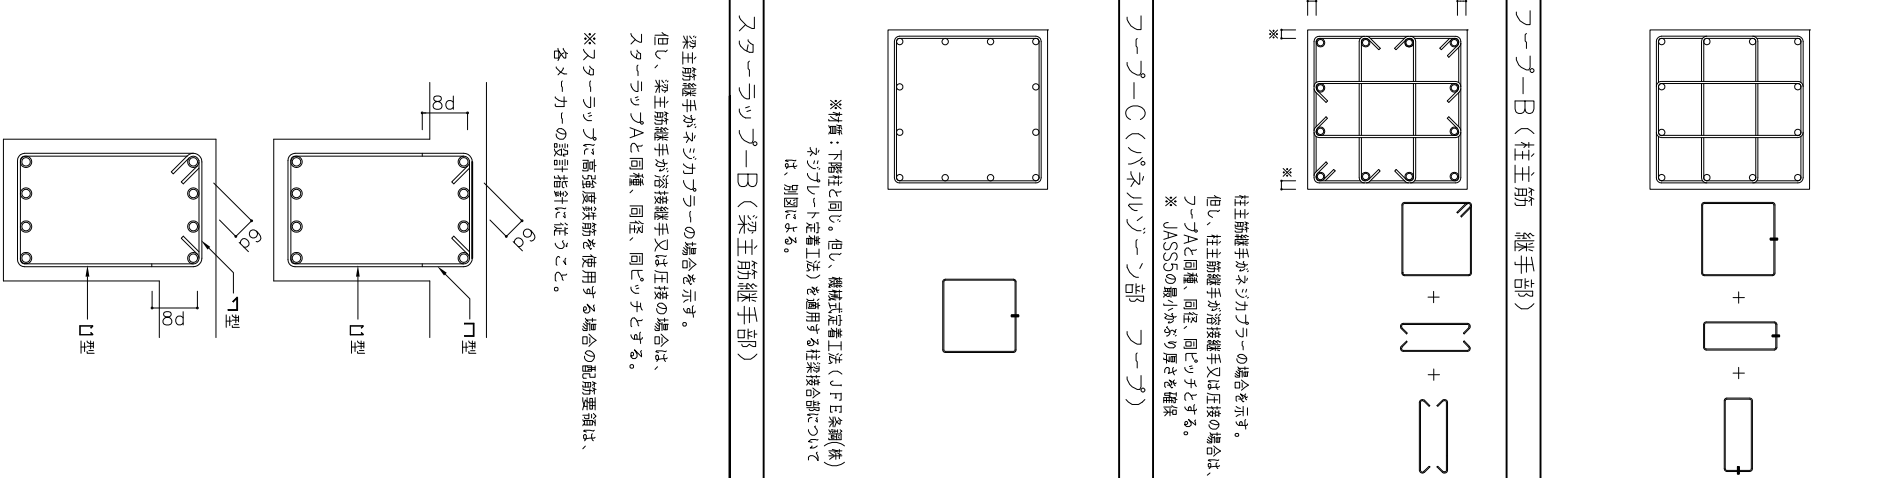 フープ－B（柱主筋　継手部）
※
※
柱主筋継手がネジカプラーの場合を示す。
但し、柱主筋継手が溶接継手又は圧接の場合は、
フープAと同種、同径、同ピッチとする。
※ JASS5の最小かぶり厚さを確保
＋
＋
＋
＋
フープ－C（パネルゾーン部　フープ）
※材質：下階柱と同じ。但し、機械式定着工法（JFE条鋼(株)
ネジプレート定着工法）を適用する柱梁接合部について
は、別図による。
スターラップ－B（梁主筋継手部）
梁主筋継手がネジカプラーの場合を示す。
但し、梁主筋継手が溶接継手又は圧接の場合は、
スターラップAと同種、同径、同ピッチとする。
※スターラップに高強度鉄筋を使用する場合の配筋要領は、
各メーカーの設計指針に従うこと。
8d
6d
型
型
6d
8d
型
型